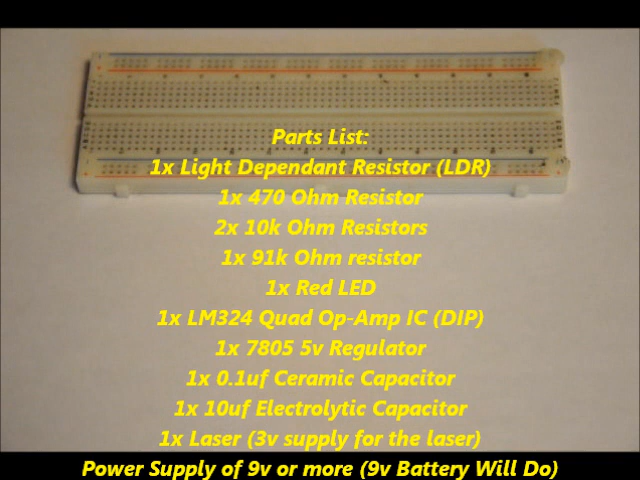 Parts List:
1x Light Dependant Resistor (LDR)
1x 470 Ohm Resistor
2x 10k Ohm Resistors
1x 91k Ohm resistor
1x Red LED
1x LM324 Quad Op-Amp IC (DIP)
1x 7805 5v Regulator
1x 0.1uf Ceramic Capacitor
1x 10uf Electrolytic Capacitor
1x Laser (3v supply for the laser)
Power Supply of 9v or more (9v Battery Will Do)